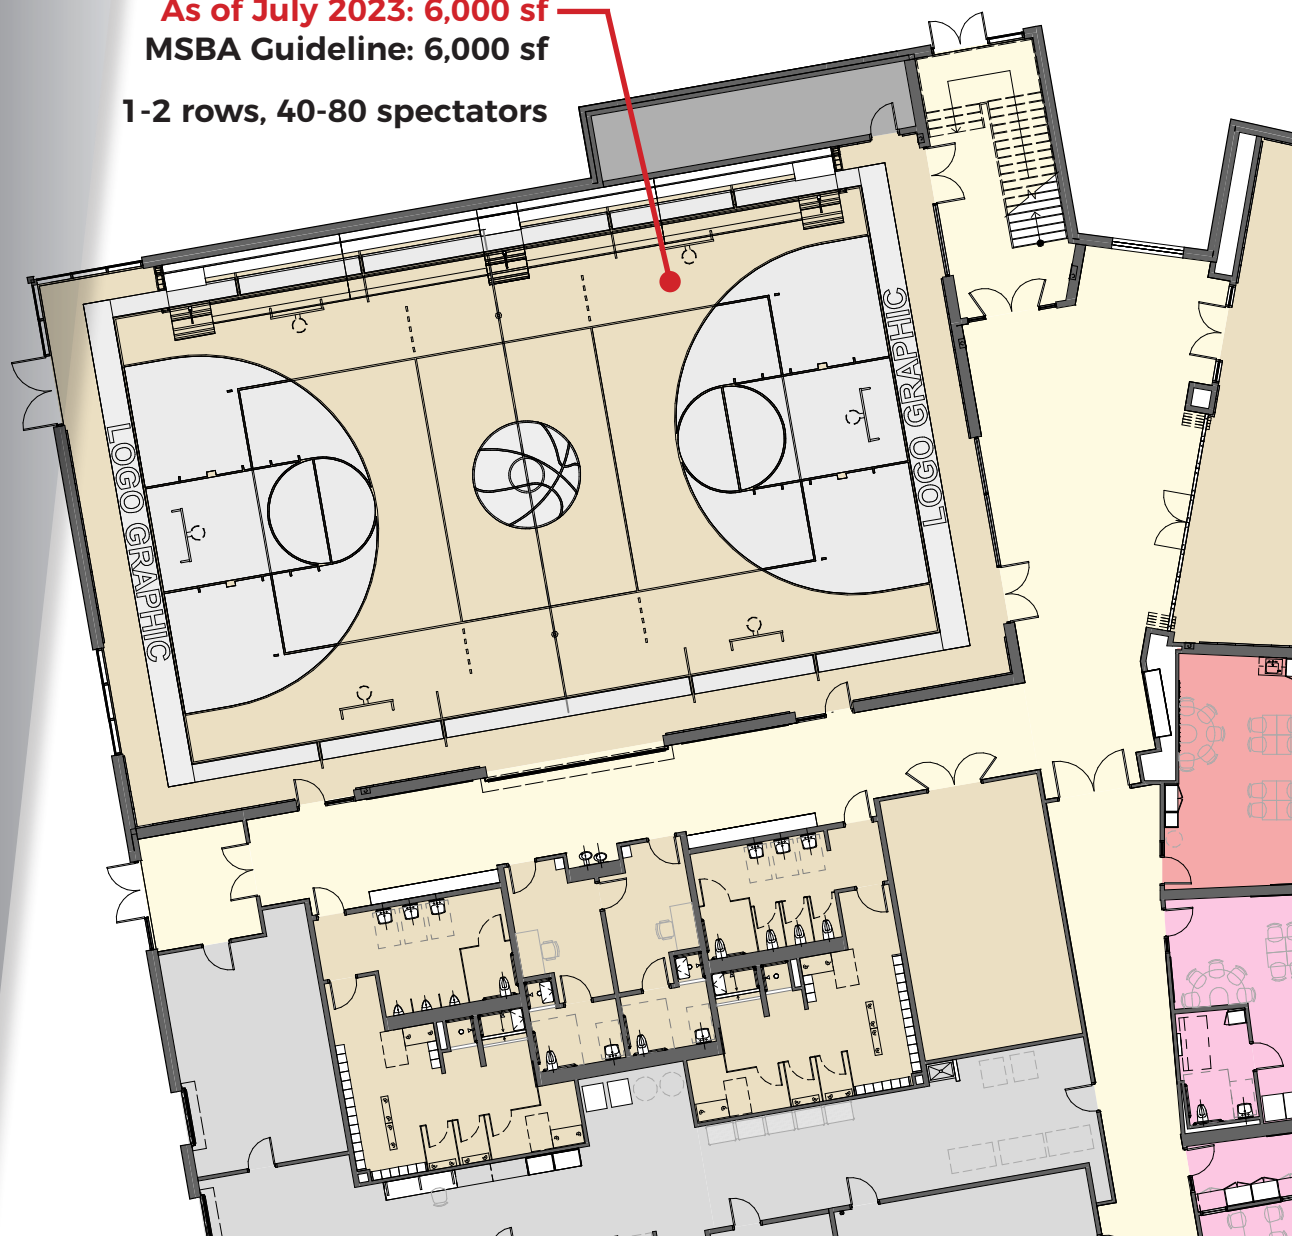 As of July 2023: 6,000 sf
MSBA Guideline: 6,000 sf
1-2 rows, 40-80 spectators
LOGO GRAPHIC
LOGO GRAPHIC